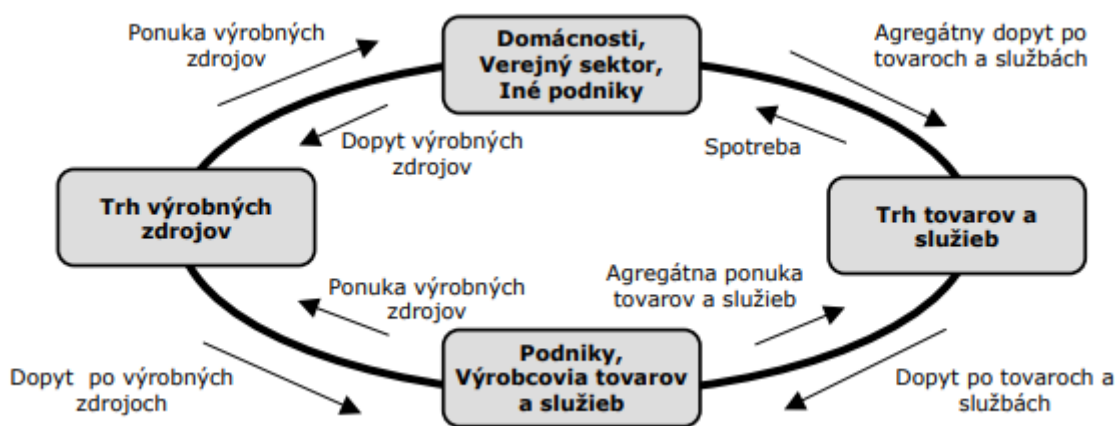 Ponuka výrobných
zdrojov
Domácnosti,
Verejný sektor,
Iné podniky
Agregátny dopyt po
tovaroch a službách
Dopyt výrobných
zdrojov
Spotreba
Trh výrobných
zdrojov
Trh tovarov a
služieb
Ponuka výrobných
zdrojov
Agregátna ponuka
tovarov a služieb
Dopyt po výrobných
zdrojoch
Podniky,
Výrobcovia tovarov
a služieb
Dopyt po tovaroch a
službách